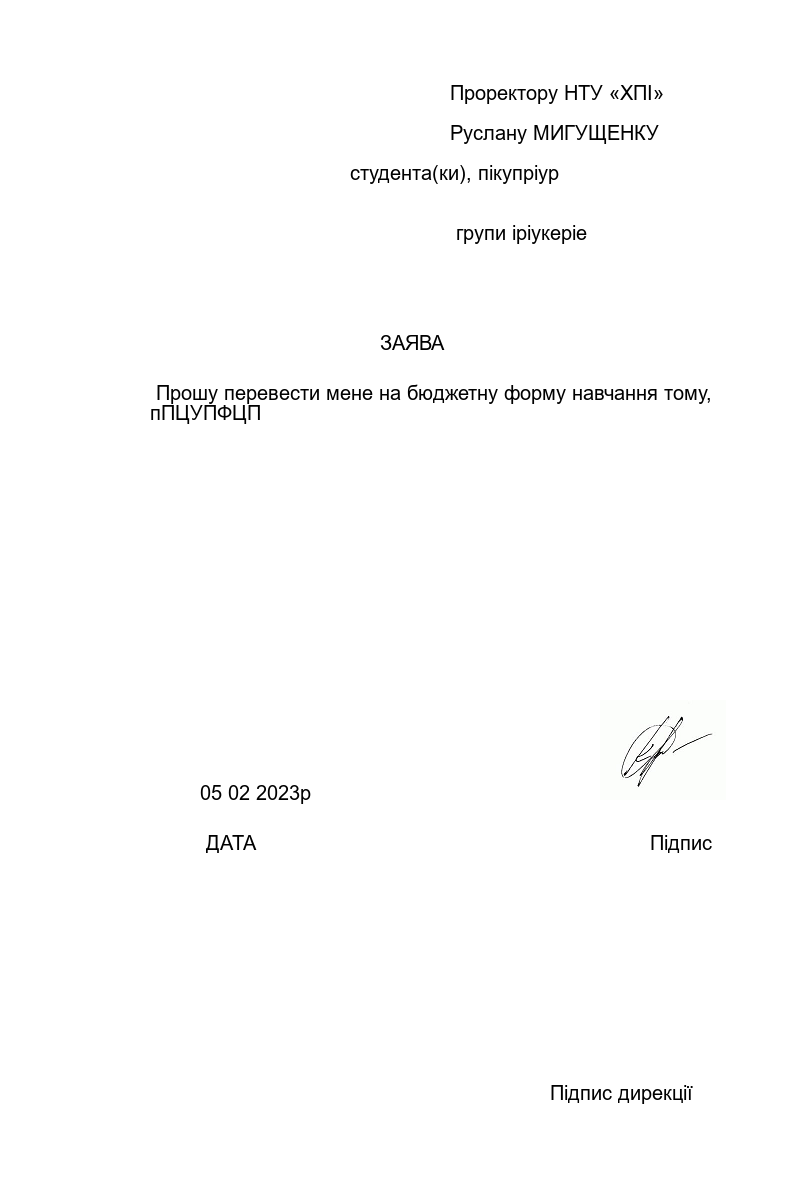 Проректору НТУ «ХПІ»
Руслану МИГУЩЕНКУ
студента(ки), пікупріур
групи іріукеріе
ЗАЯВА
Прошу перевести мене на бюджетну форму навчання тому,
пПЦУПФЦП
05 02 2023р
ДАТА
Підпис
Підпис дирекції